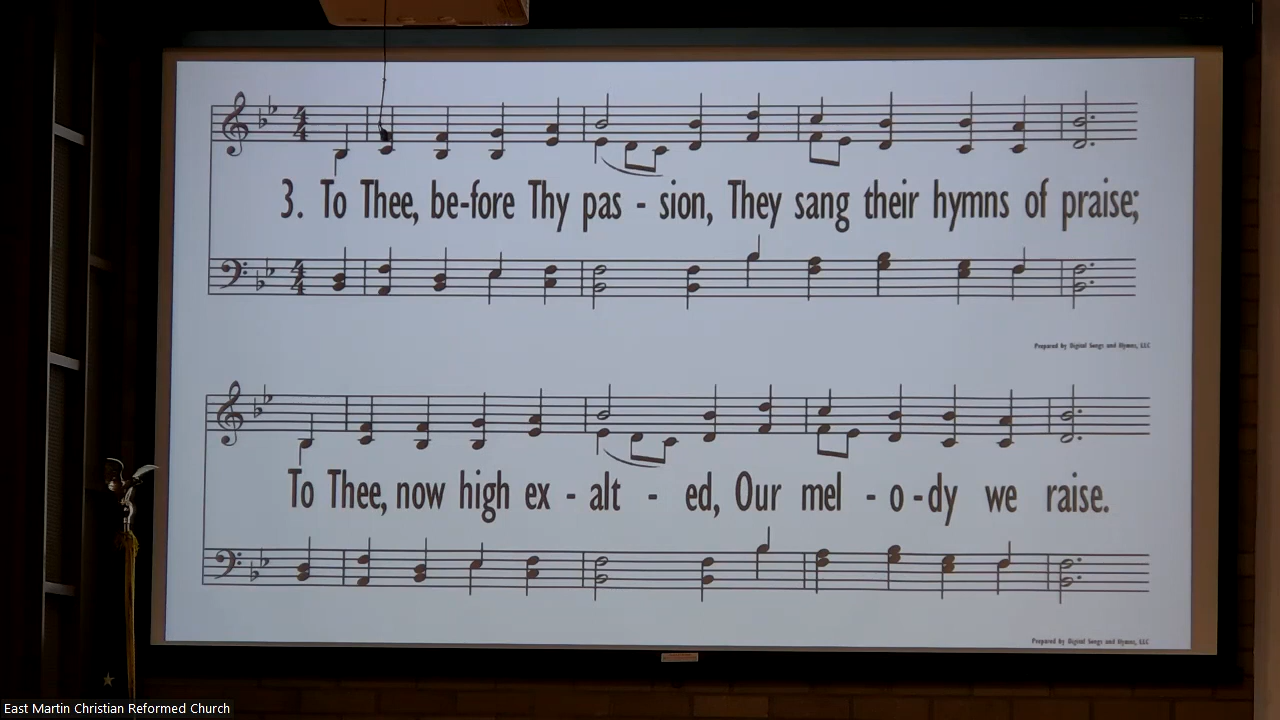 3. To Thee, be-fore Thy pas - sion, They sang their hymns of praise;
Prepared by Digital Songs and Hymns, LLC
To Thee, now high ex - alt - ed, Our mel - o - dy we raise.
Prepared by Digital Songs and Hymns, LLC
East Martin Christian Reformed Church